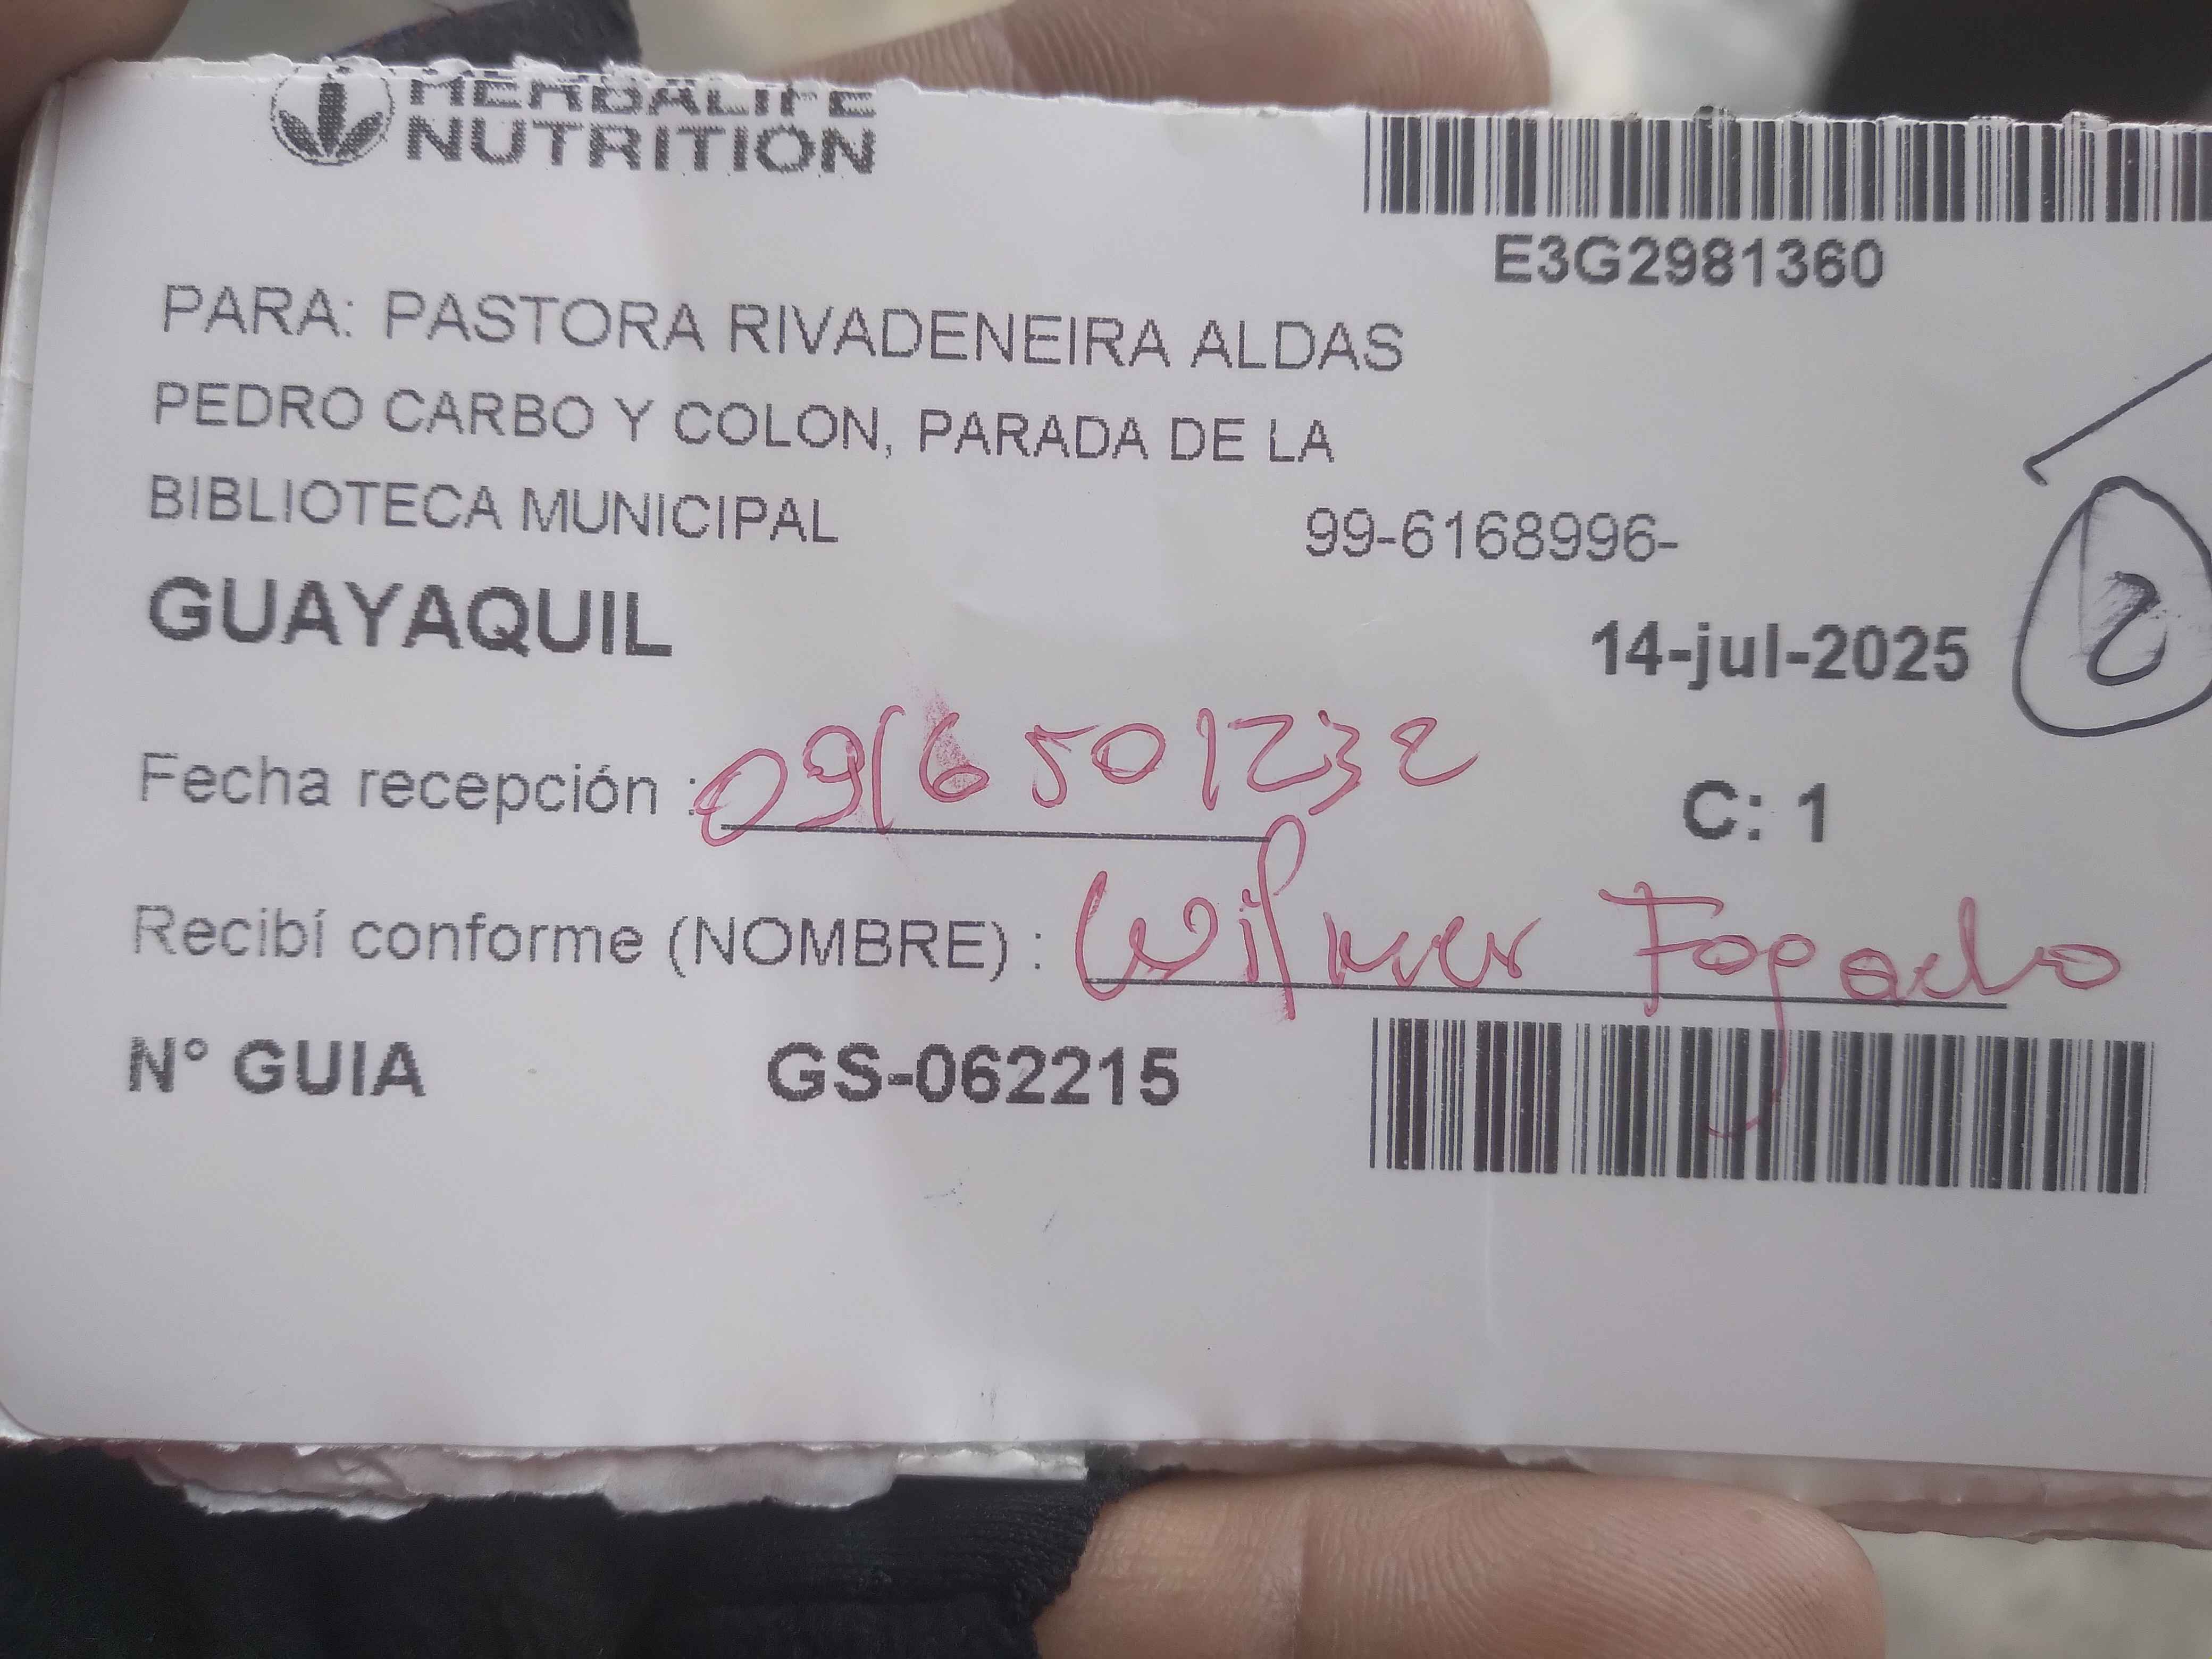 HERBALIFE
NUTRITION
E3G2981360
PARA: PASTORA RIVADENEIRA ALDAS
PEDRO CARBO Y COLON, PARADA DE LA
BIBLIOTECA MUNICIPAL
99-6168996-
GUAYAQUIL
14-jul-2025
2
Fecha recepción : 0916501232
C: 1
Recibí conforme (NOMBRE) : Wilmer
N° GUIA GS-062215